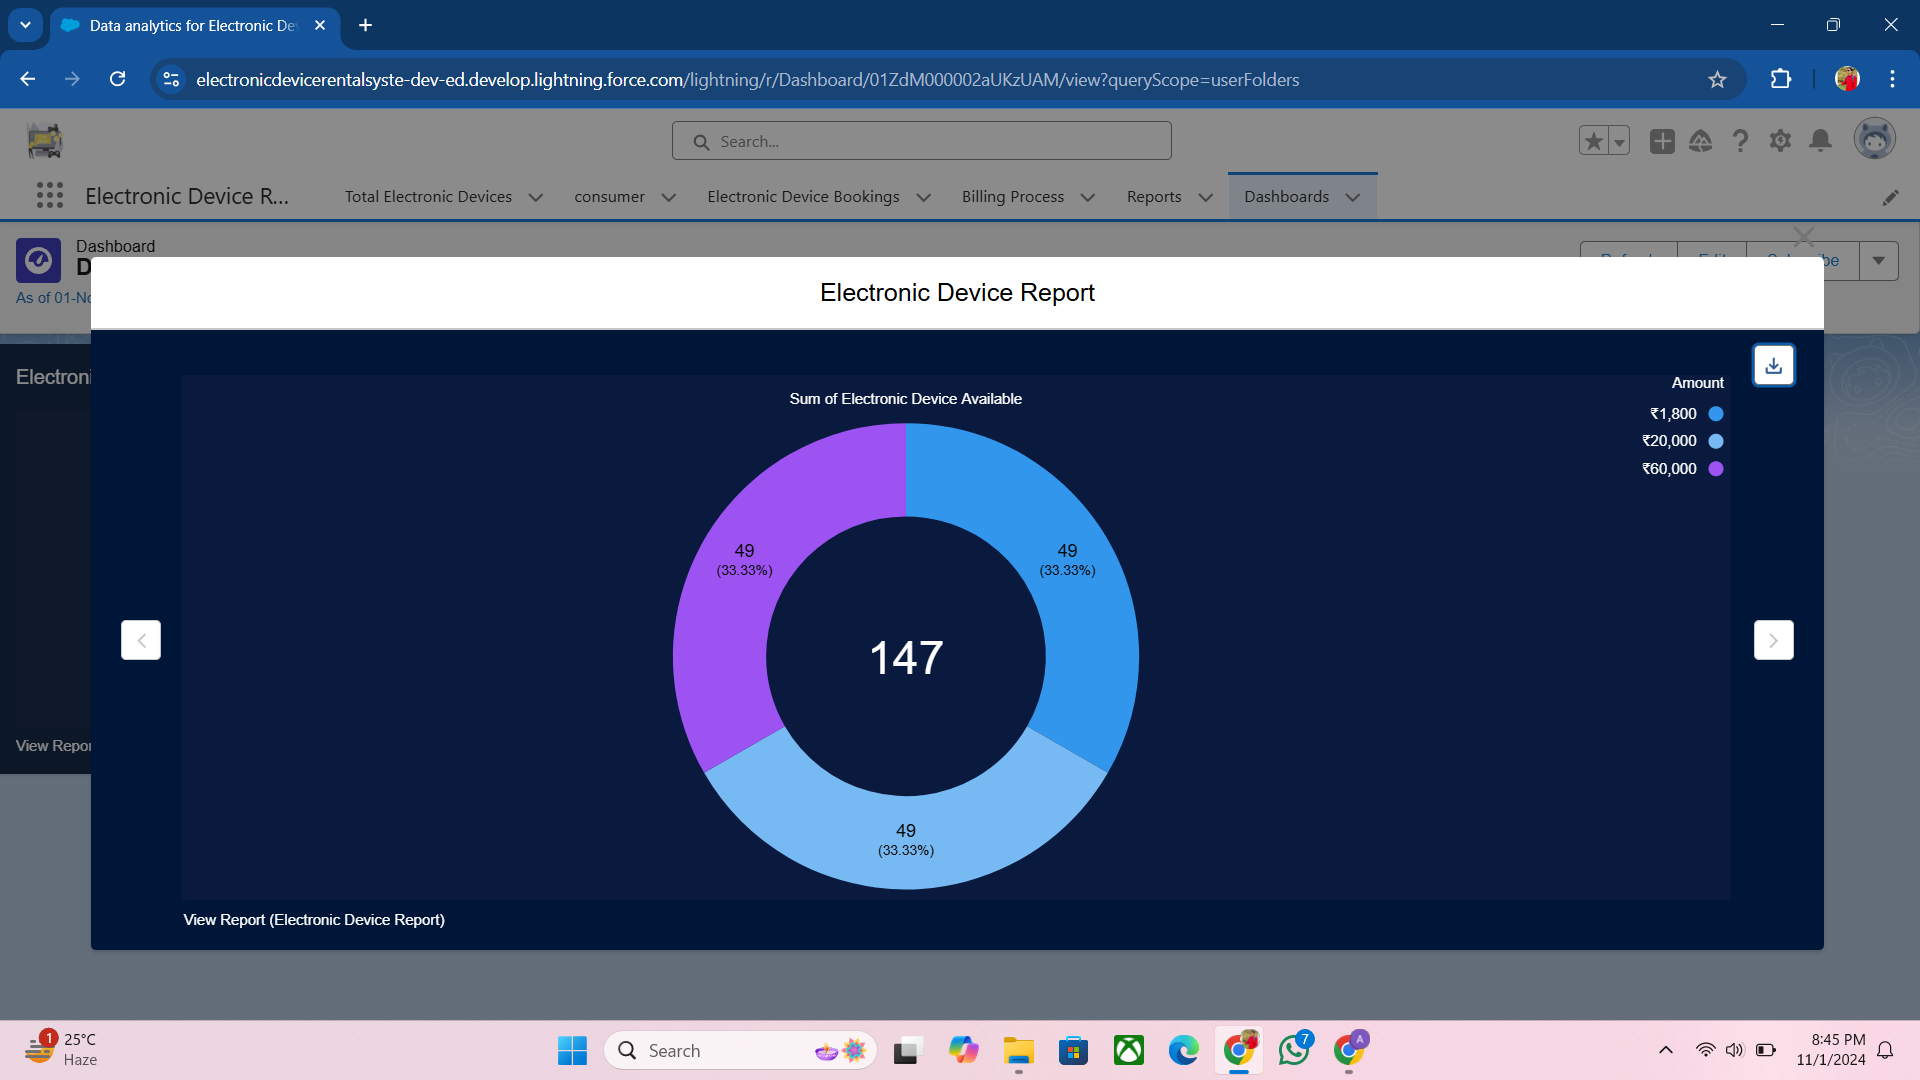 Data analytics for Electronic De
electronicdevicerentalsyste-dev-ed.develop.lightning.force.com/lightning/r/Dashboard/01ZdM000002aUKzUAM/view?queryScope=userFolders
Search...
Electronic Device R...
Total Electronic Devices
consumer
Electronic Device Bookings
Billing Process
Reports
Dashboards
Dashboard
D
As of 01-No
Electronic Device Report
Electroni
Sum of Electronic Device Available
Amount
₹1,800
₹20,000
₹60,000
49
(33.33%)
49
(33.33%)
147
49
(33.33%)
View Repor
View Report (Electronic Device Report)
1
25°C
Haze
Search
7
A
8:45 PM
11/1/2024